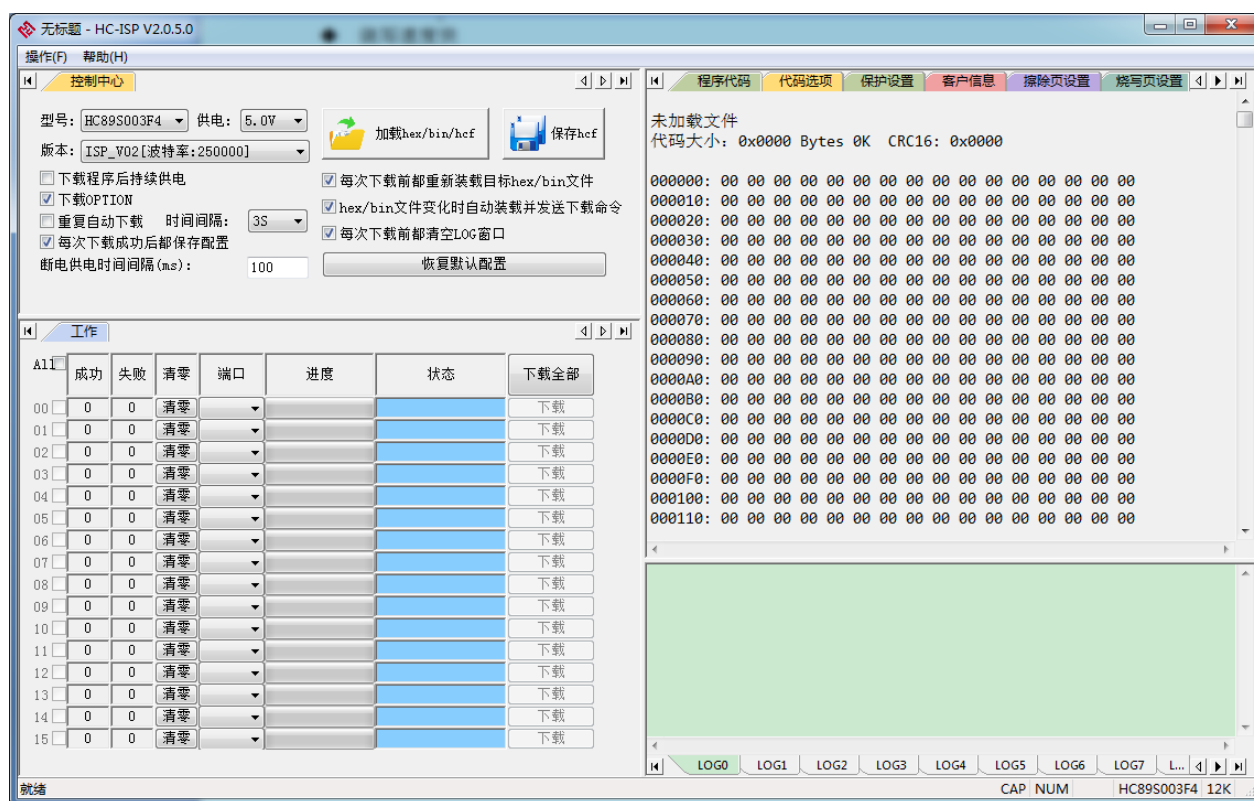 无标题 - HC-ISP V2.0.5.0
操作(F) 帮助(H)
控制中心
型号: HC89S003F4 供电: 5.0V 加载hex/bin/hcf 保存hcf
版本: ISP_V02[波特率:250000]
下载程序后持续供电 每次下载前都重新装载目标hex/bin文件
下载OPTION hex/bin文件变化时自动装载并发送下载命令
重复自动下载 时间间隔: 3S
每次下载成功后都保存配置 每次下载前都清空LOG窗口
断电供电时间间隔(ms): 100 恢复默认配置
工作
All 成功 失败 清零 端口 进度 状态 下载全部
00 0 0 清零 下载
01 0 0 清零 下载
02 0 0 清零 下载
03 0 0 清零 下载
04 0 0 清零 下载
05 0 0 清零 下载
06 0 0 清零 下载
07 0 0 清零 下载
08 0 0 清零 下载
09 0 0 清零 下载
10 0 0 清零 下载
11 0 0 清零 下载
12 0 0 清零 下载
13 0 0 清零 下载
14 0 0 清零 下载
15 0 0 清零 下载
程序代码 代码选项 保护设置 客户信息 擦除页设置 烧写页设置
未加载文件
代码大小: 0x0000 Bytes 0K CRC16: 0x0000
000000: 00 00 00 00 00 00 00 00 00 00 00 00 00 00 00 00
000010: 00 00 00 00 00 00 00 00 00 00 00 00 00 00 00 00
000020: 00 00 00 00 00 00 00 00 00 00 00 00 00 00 00 00
000030: 00 00 00 00 00 00 00 00 00 00 00 00 00 00 00 00
000040: 00 00 00 00 00 00 00 00 00 00 00 00 00 00 00 00
000050: 00 00 00 00 00 00 00 00 00 00 00 00 00 00 00 00
000060: 00 00 00 00 00 00 00 00 00 00 00 00 00 00 00 00
000070: 00 00 00 00 00 00 00 00 00 00 00 00 00 00 00 00
000080: 00 00 00 00 00 00 00 00 00 00 00 00 00 00 00 00
000090: 00 00 00 00 00 00 00 00 00 00 00 00 00 00 00 00
0000A0: 00 00 00 00 00 00 00 00 00 00 00 00 00 00 00 00
0000B0: 00 00 00 00 00 00 00 00 00 00 00 00 00 00 00 00
0000C0: 00 00 00 00 00 00 00 00 00 00 00 00 00 00 00 00
0000D0: 00 00 00 00 00 00 00 00 00 00 00 00 00 00 00 00
0000E0: 00 00 00 00 00 00 00 00 00 00 00 00 00 00 00 00
0000F0: 00 00 00 00 00 00 00 00 00 00 00 00 00 00 00 00
000100: 00 00 00 00 00 00 00 00 00 00 00 00 00 00 00 00
000110: 00 00 00 00 00 00 00 00 00 00 00 00 00 00 00 00
LOG0 LOG1 LOG2 LOG3 LOG4 LOG5 LOG6 LOG7 L...
就绪 CAP NUM HC89S003F4 12K